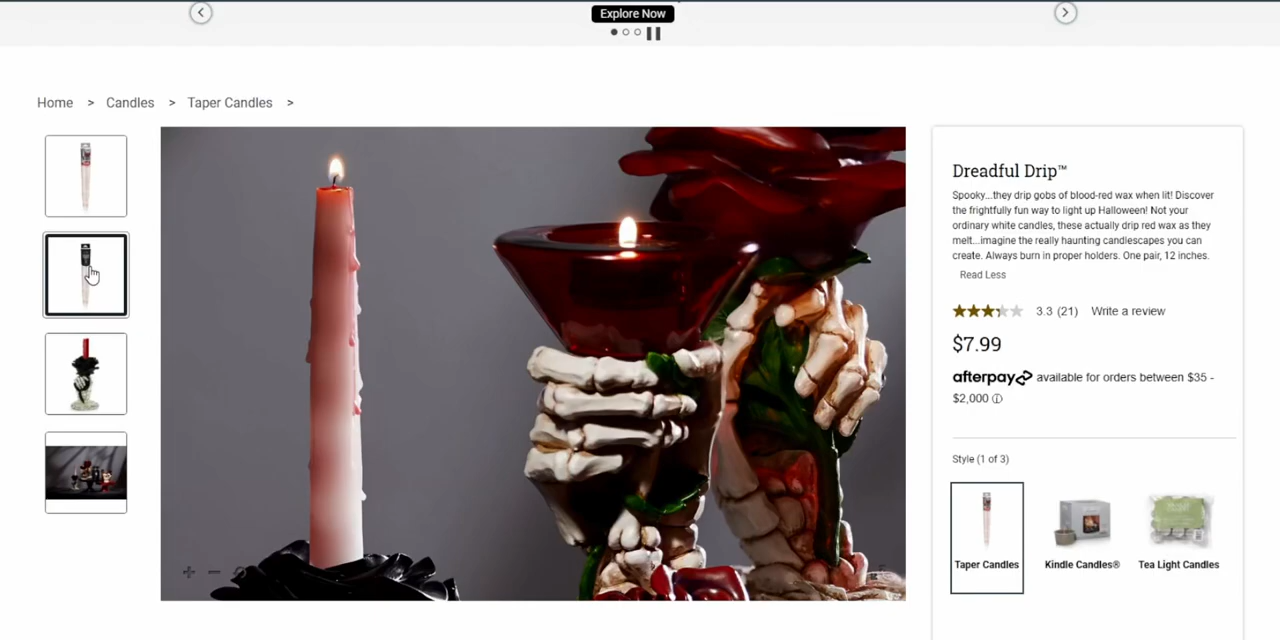 Explore Now
Home > Candles > Taper Candles >
Dreadful Drip™
Spooky...they drip gobs of blood-red wax when lit! Discover
the frightfully fun way to light up Halloween! Not your
ordinary white candles, these actually drip red wax as they
melt...imagine the really haunting candlescapes you can
create. Always burn in proper holders. One pair, 12 inches.
Read Less
3.3 (21) Write a review
$7.99
afterpay available for orders between $35 -
$2,000 ⓘ
Style (1 of 3)
Taper Candles
Kindle Candles®
Tea Light Candles